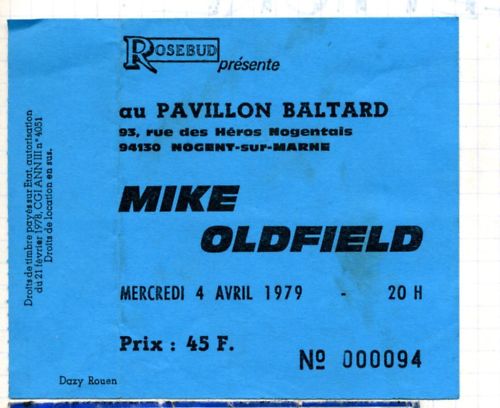 ROSEBUD
présente
au PAVILLON BALTARD
93, rue des Héros Nogentais
94130 NOGENT-sur-MARNE
MIKE
OLDFIELD
MERCREDI 4 AVRIL 1979 - 20 H
Prix : 45 F.
Nº 000094
Dazy Rouen
Droits de timbre payés sur Etat, autorisation
du 21 février 1978, CGI ANN III n° 4051
Droits de location en sus.